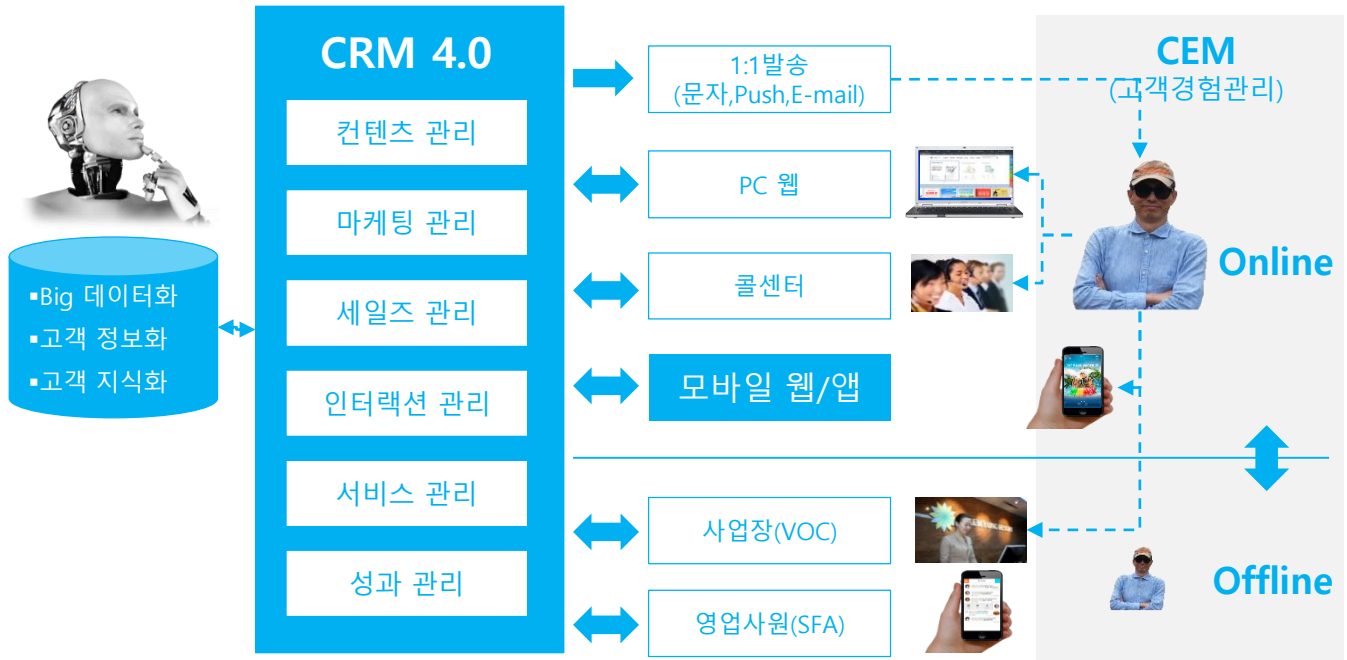 CRM 4.0
컨텐츠 관리
마케팅 관리
세일즈 관리
인터랙션 관리
서비스 관리
성과 관리
▪Big 데이터화
▪고객 정보화
▪고객 지식화
1:1발송
(문자,Push,E-mail)
PC 웹
콜센터
모바일 웹/앱
사업장(VOC)
영업사원(SFA)
CEM
(고객경험관리)
Online
Offline